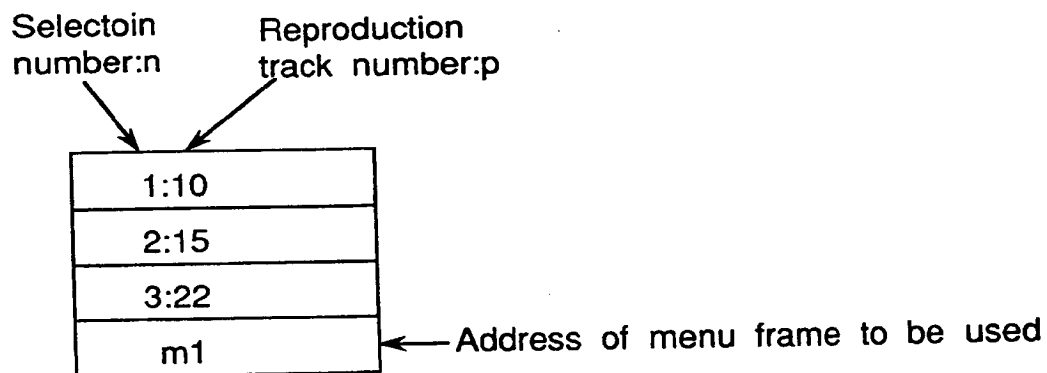 Selectoin
number:n
Reproduction
track number:p
1:10
2:15
3:22
m1
Address of menu frame to be used